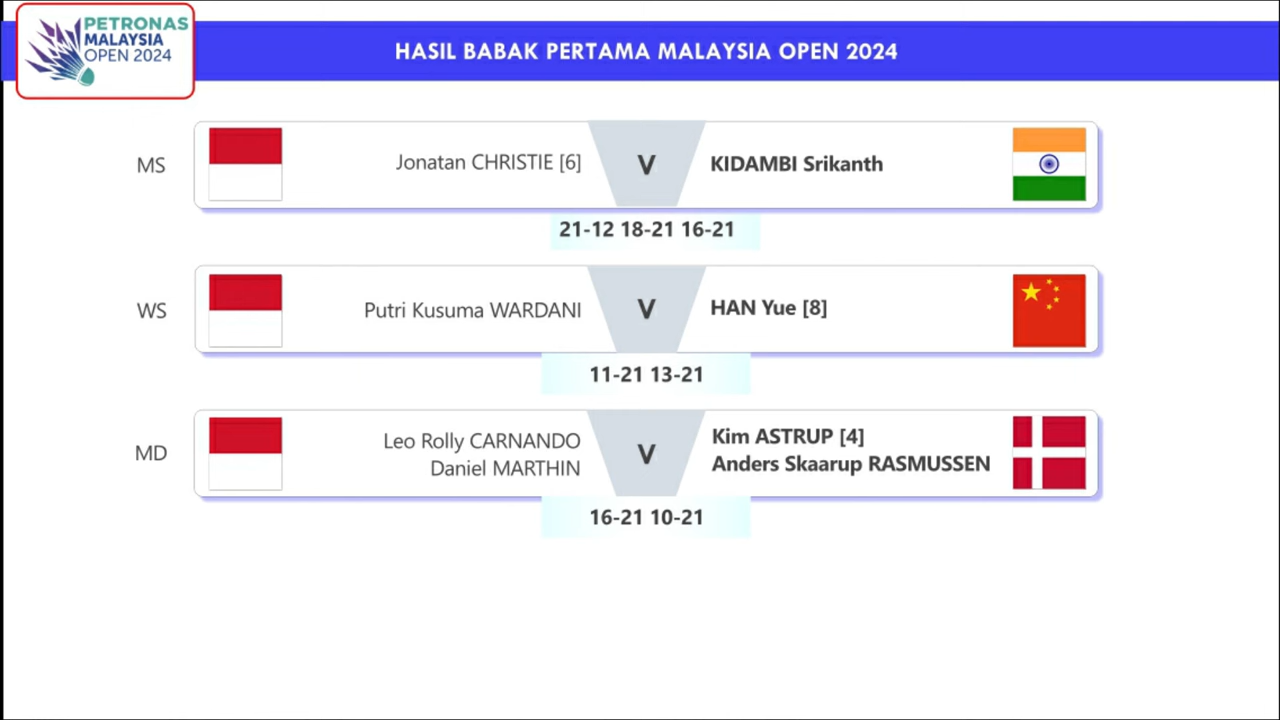 PETRONAS
MALAYSIA
OPEN 2024
HASIL BABAK PERTAMA MALAYSIA OPEN 2024
MS
Jonatan CHRISTIE [6]
V
KIDAMBI Srikanth
21-12 18-21 16-21
WS
Putri Kusuma WARDANI
V
HAN Yue [8]
11-21 13-21
MD
Leo Rolly CARNANDO
Daniel MARTHIN
V
Kim ASTRUP [4]
Anders Skaarup RASMUSSEN
16-21 10-21